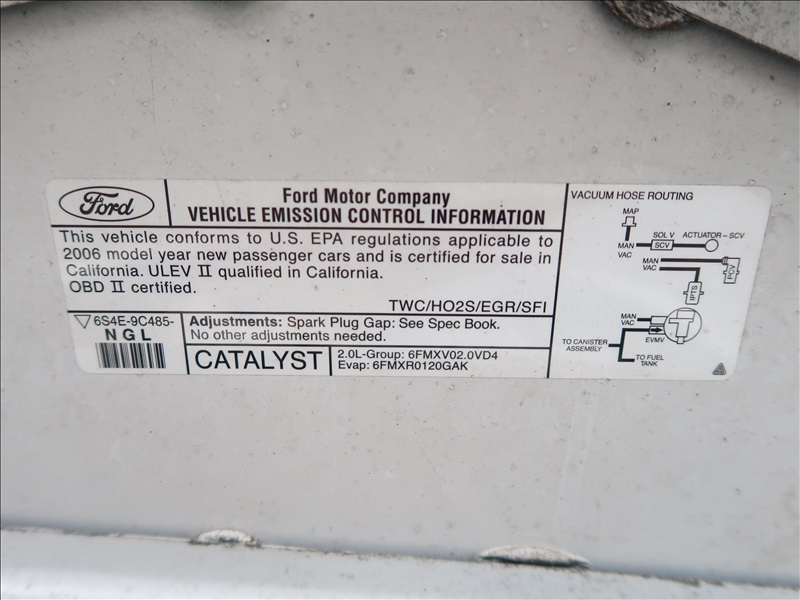 Ford
Ford Motor Company
VEHICLE EMISSION CONTROL INFORMATION
This vehicle conforms to U.S. EPA regulations applicable to
2006 model year new passenger cars and is certified for sale in
California. ULEV II qualified in California.
OBD II certified.
TWC/HO2S/EGR/SFI
6S4E-9C485-
NGL
Adjustments: Spark Plug Gap: See Spec Book.
No other adjustments needed.
CATALYST
2.0L-Group: 6FMXV02.0VD4
Evap: 6FMXR0120GAK
VACUUM HOSE ROUTING
MAP
SOL V
ACTUATOR – SCV
MAN
VAC
SCV
MAN
VAC
PCV
IPTS
MAN
VAC
EVMV
TO CANISTER
ASSEMBLY
TO FUEL
TANK